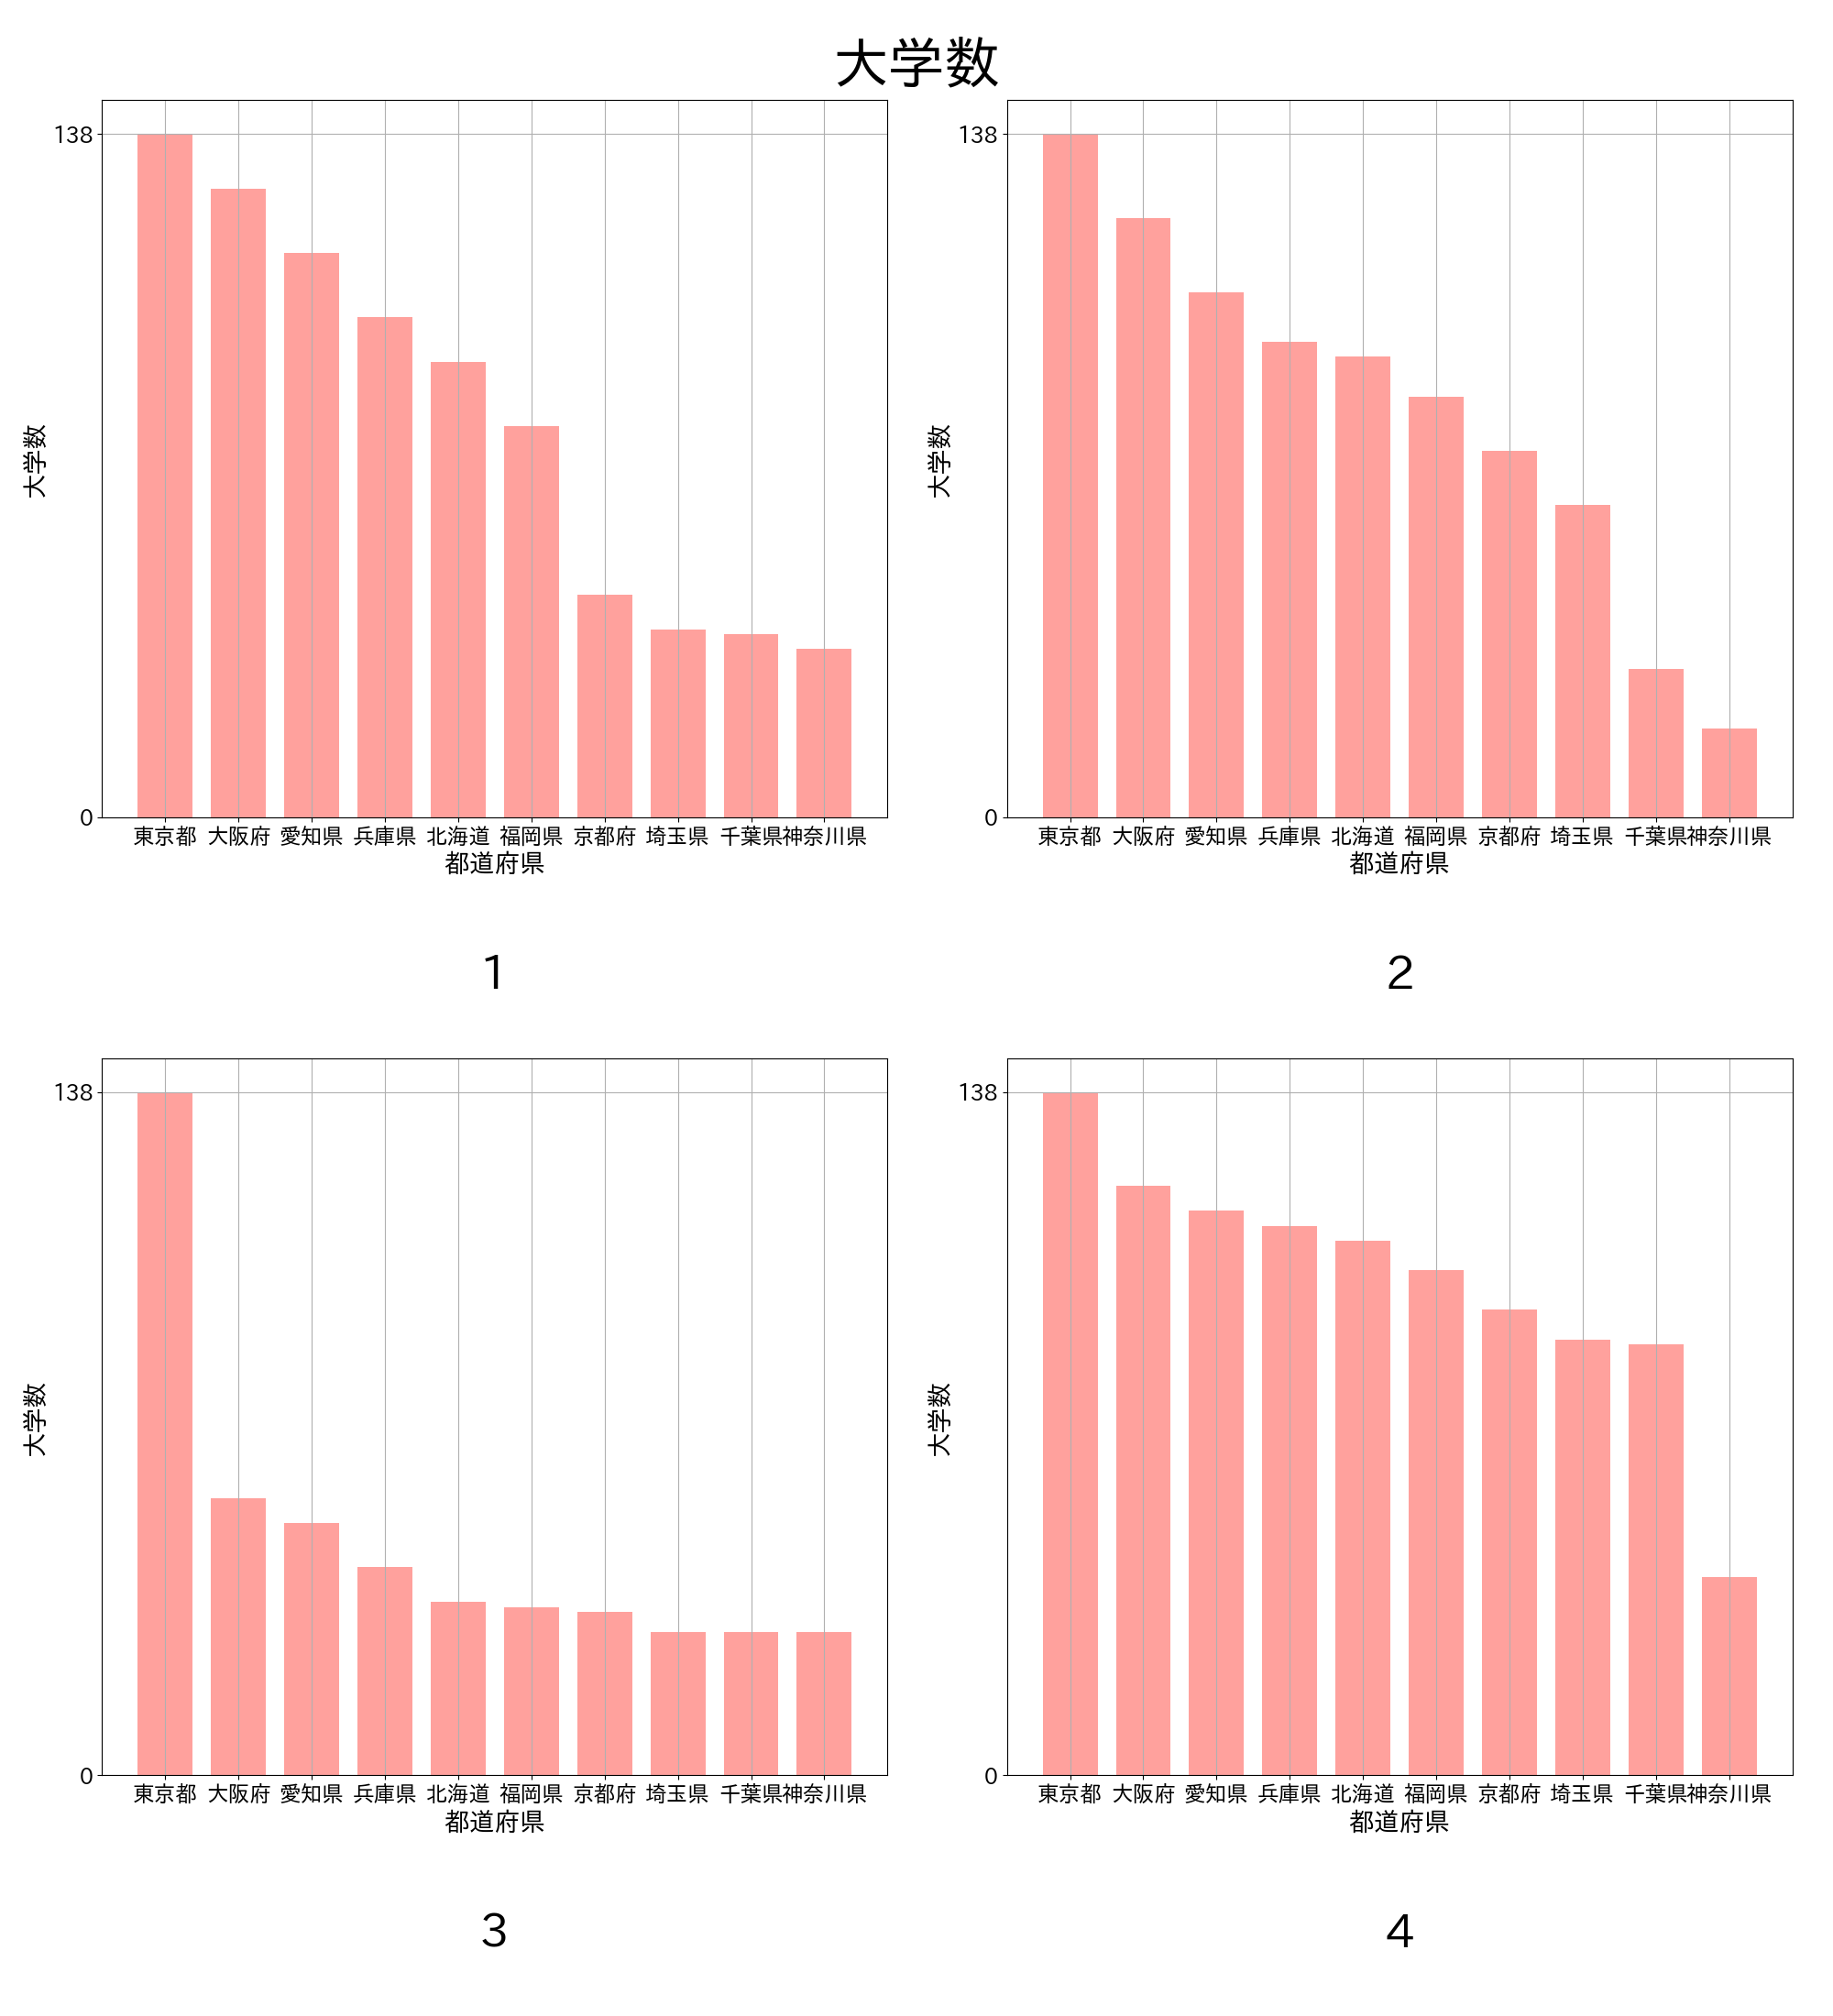 大学数
138
0
大学数
東京都 大阪府 愛知県 兵庫県 北海道 福岡県 京都府 埼玉県 千葉県 神奈川県
都道府県
1
138
0
大学数
東京都 大阪府 愛知県 兵庫県 北海道 福岡県 京都府 埼玉県 千葉県 神奈川県
都道府県
2
138
0
大学数
東京都 大阪府 愛知県 兵庫県 北海道 福岡県 京都府 埼玉県 千葉県 神奈川県
都道府県
3
138
0
大学数
東京都 大阪府 愛知県 兵庫県 北海道 福岡県 京都府 埼玉県 千葉県 神奈川県
都道府県
4